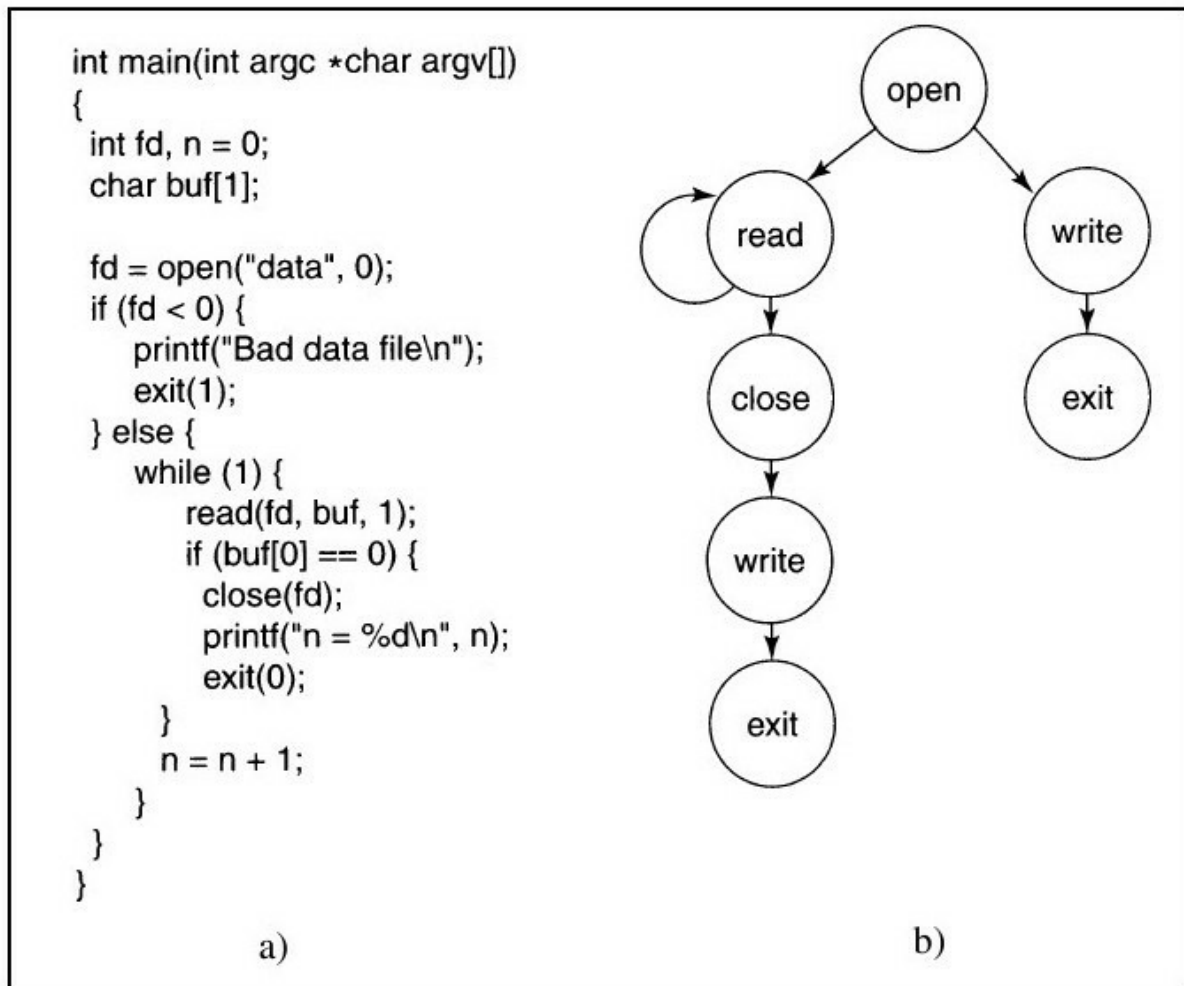 int main(int argc *char argv[])
{
int fd, n = 0;
char buf[1];
fd = open("data", 0);
if (fd < 0) {
printf("Bad data file\n");
exit(1);
} else {
while (1) {
read(fd, buf, 1);
if (buf[0] == 0) {
close(fd);
printf("n = %d\n", n);
exit(0);
}
n = n + 1;
}
}
}
a)
open
read
write
close
exit
write
exit
b)